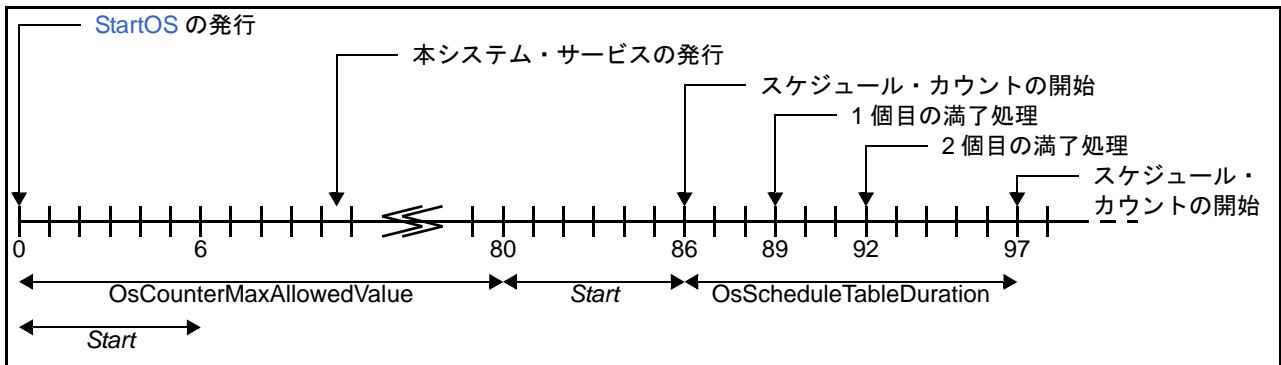 StartOS の発行
本システム・サービスの発行
スケジュール・カウントの開始
1 個目の満了処理
2 個目の満了処理
スケジュール・
カウントの開始
0 6 80 86 89 92 97
OsCounterMaxAllowedValue Start OsScheduleTableDuration
Start